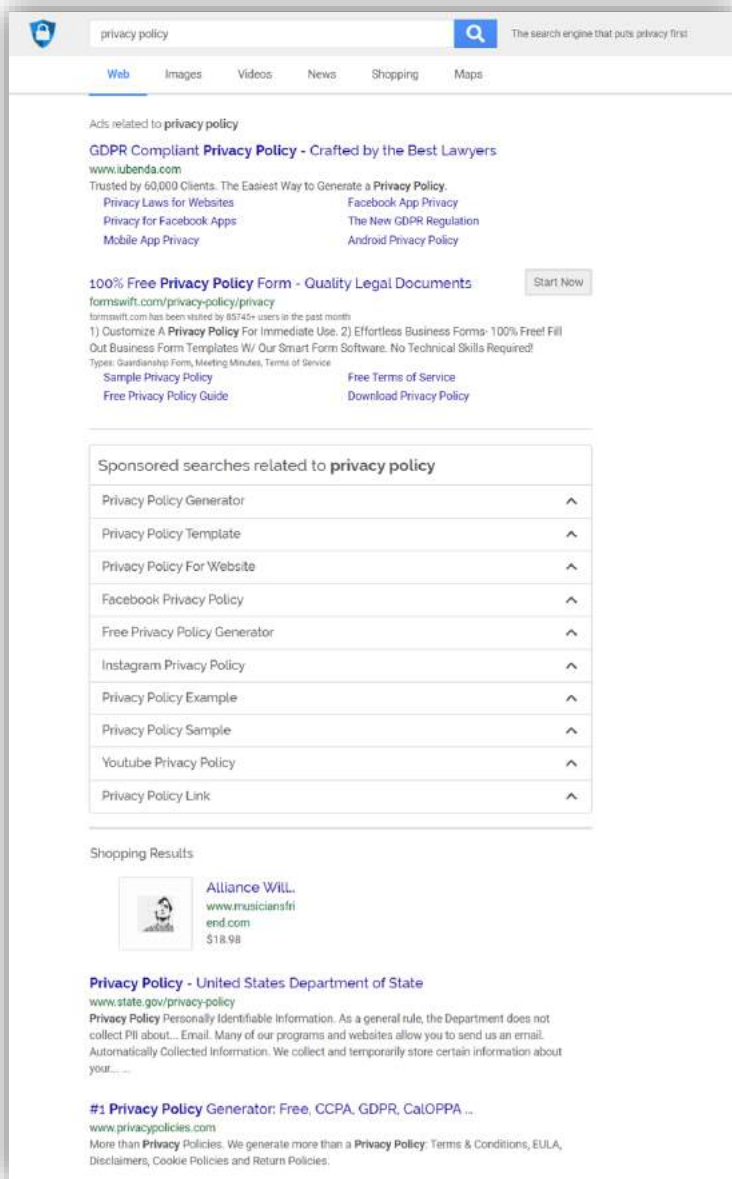 privacy policy
The search engine that puts privacy first
Web Images Videos News Shopping Maps
Ads related to privacy policy
GDPR Compliant Privacy Policy - Crafted by the Best Lawyers
www.iubenda.com
Trusted by 60,000 Clients. The Easiest Way to Generate a Privacy Policy.
Privacy Laws for Websites Facebook App Privacy
Privacy for Facebook Apps The New GDPR Regulation
Mobile App Privacy Android Privacy Policy
100% Free Privacy Policy Form - Quality Legal Documents Start Now
formswift.com/privacy-policy/privacy
formswift.com has been visited by 85745+ users in the past month
1) Customize A Privacy Policy For Immediate Use. 2) Effortless Business Forms- 100% Free! Fill
Out Business Form Templates W/ Our Smart Form Software. No Technical Skills Required!
Types: Guardianship Form, Meeting Minutes, Terms of Service
Sample Privacy Policy Free Terms of Service
Free Privacy Policy Guide Download Privacy Policy
Sponsored searches related to privacy policy
Privacy Policy Generator
Privacy Policy Template
Privacy Policy For Website
Facebook Privacy Policy
Free Privacy Policy Generator
Instagram Privacy Policy
Privacy Policy Example
Privacy Policy Sample
Youtube Privacy Policy
Privacy Policy Link
Shopping Results
Alliance Will..
www.musiciansfri
end.com
$18.98
Privacy Policy - United States Department of State
www.state.gov/privacy-policy
Privacy Policy Personally Identifiable Information. As a general rule, the Department does not
collect PII about... Email. Many of our programs and websites allow you to send us an email.
Automatically Collected Information. We collect and temporarily store certain information about
your... ...
#1 Privacy Policy Generator: Free, CCPA, GDPR, CalOPPA ...
www.privacypolicies.com
More than Privacy Policies. We generate more than a Privacy Policy: Terms & Conditions, EULA,
Disclaimers, Cookie Policies and Return Policies.